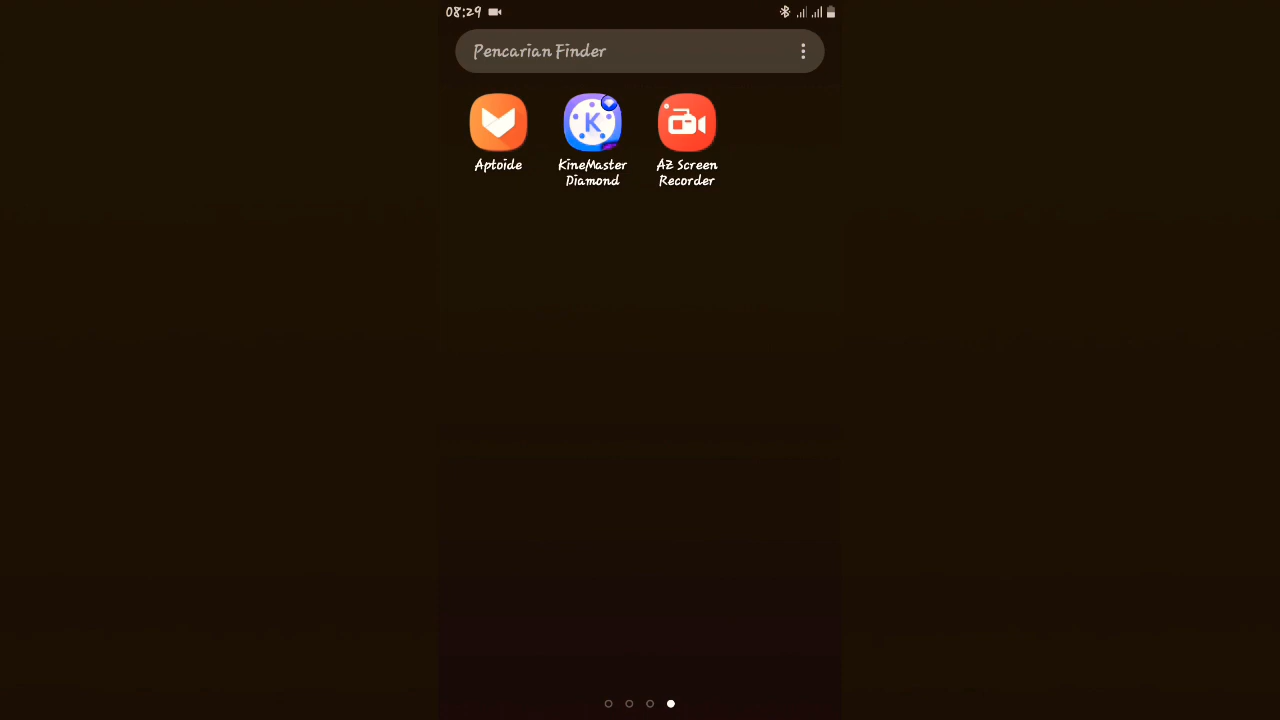 08:29
Pencarian Finder
Aptoide
KineMaster
Diamond
AZ Screen
Recorder